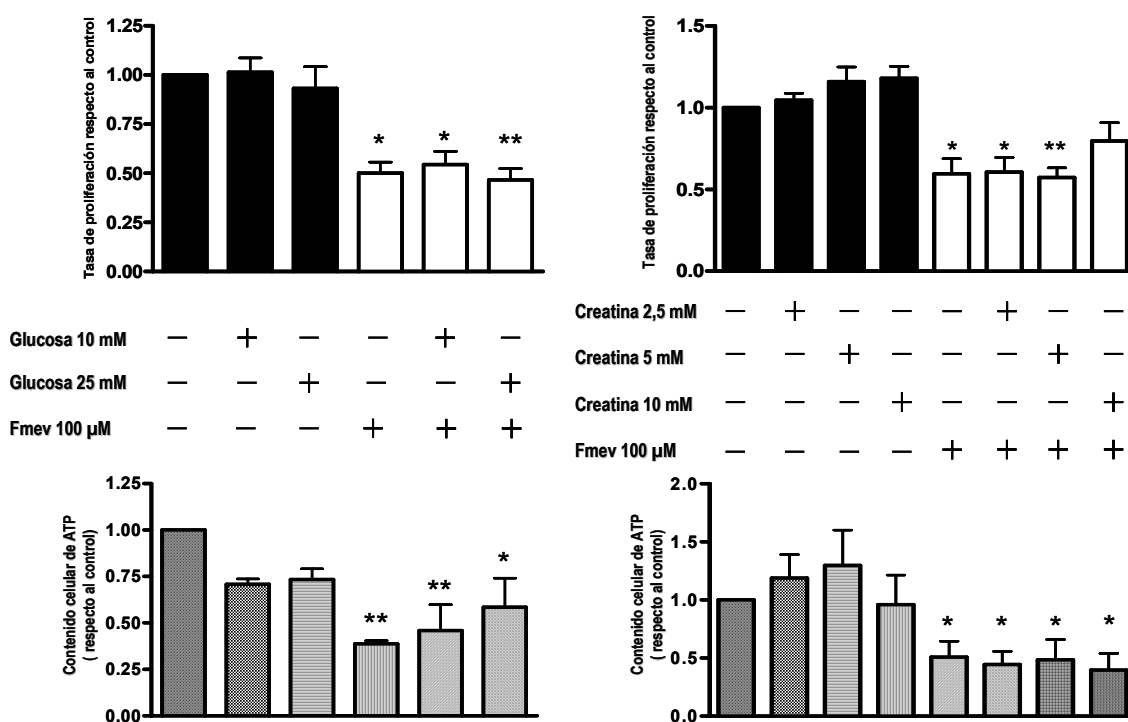 Tasa de proliferación respecto al control
1.25
1.00
0.75
0.50
0.25
0.00
* * **
Glucosa 10 mM — + — — + —
Glucosa 25 mM — — + — — +
Fmev 100 µM — — — + + +
Contenido celular de ATP
( respecto al control)
1.25
1.00
0.75
0.50
0.25
0.00
** ** *
Tasa de proliferación respecto al control
1.5
1.0
0.5
0.0
* * **
Creatina 2,5 mM — + — — — + — —
Creatina 5 mM — — + — — — + —
Creatina 10 mM — — — + — — — +
Fmev 100 µM — — — — + + + +
Contenido celular de ATP
( respecto al control)
2.0
1.5
1.0
0.5
0.0
* * * *